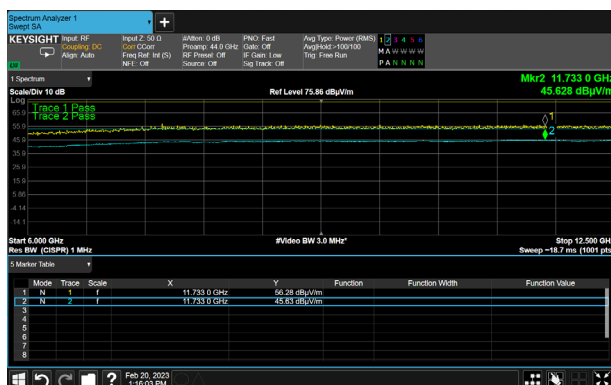 Spectrum Analyzer 1
Swept SA
KEYSIGHT Input: RF Input Z: 50 Ω #Atten: 0 dB PNO: Fast Avg Type: Power (RMS) 1 2 3 4 5 6
Coupling: DC Corr CCorr Preamp: 44.0 GHz Gate: Off Avg|Hold:>100/100 M A W W W W
Align: Auto Freq Ref: Int (S) RF Preset: Off IF Gain: Low Trig: Free Run
NFE: Off Source: Off Sig Track: Off P A N N N N
1 Spectrum
Mkr2 11.733 0 GHz
Scale/Div 10 dB Ref Level 75.86 dBµV/m 45.628 dBµV/m
Log
Trace 1 Pass
Trace 2 Pass
65.9
55.9
45.9
35.9
25.9
15.9
5.86
-4.14
-14.1
1
2
Start 6.000 GHz #Video BW 3.0 MHz* Stop 12.500 GHz
Res BW (CISPR) 1 MHz Sweep ~18.7 ms (1001 pts)
5 Marker Table
Mode Trace Scale X Y Function Function Width Function Value
1 N 1 f 11.733 0 GHz 56.28 dBµV/m
2 N 2 f 11.733 0 GHz 45.63 dBµV/m
3
4
5
6
7
8
? Feb 20, 2023
1:16:03 PM